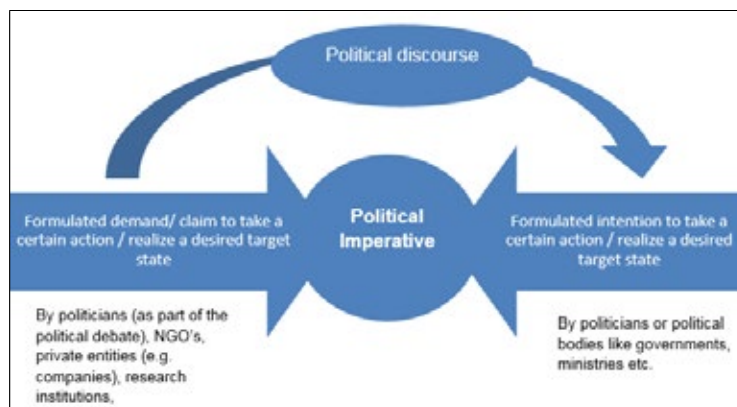 Political discourse
Formulated demand/ claim to take a
certain action / realize a desired target
state
Political
Imperative
Formulated intention to take a
certain action / realize a desired
target state
By politicians (as part of the
political debate), NGO's,
private entities (e.g.
companies), research
institutions,
By politicians or political
bodies like governments,
ministries etc.